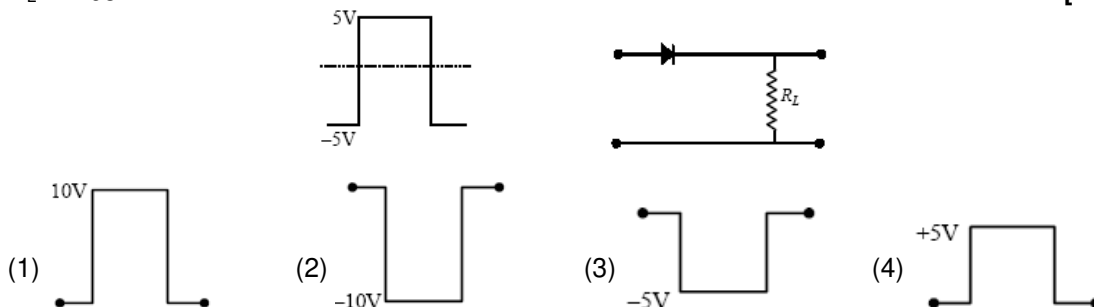 5V
–5V
R_L
10V
–10V
–5V
+5V
(1)
(2)
(3)
(4)